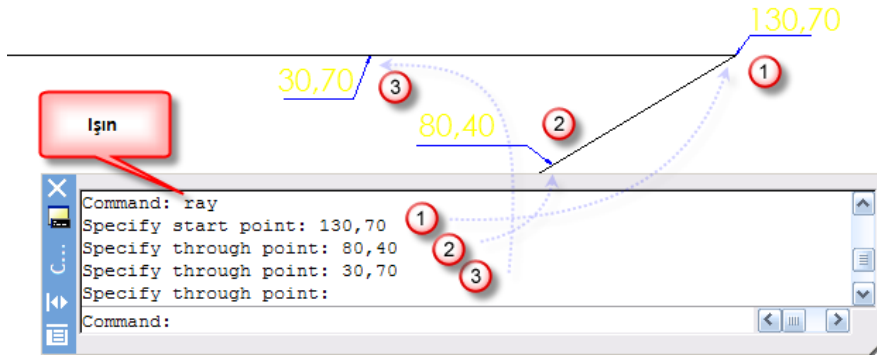 130,70
1
30,70
3
80,40
2
Işın
Command: ray
Specify start point: 130,70
1
Specify through point: 80,40
2
Specify through point: 30,70
3
Specify through point:
C...
Command: